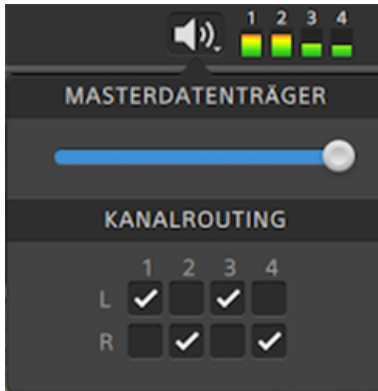 1 2 3 4
MASTERDATENTRÄGER
KANALROUTING
1 2 3 4
L
R